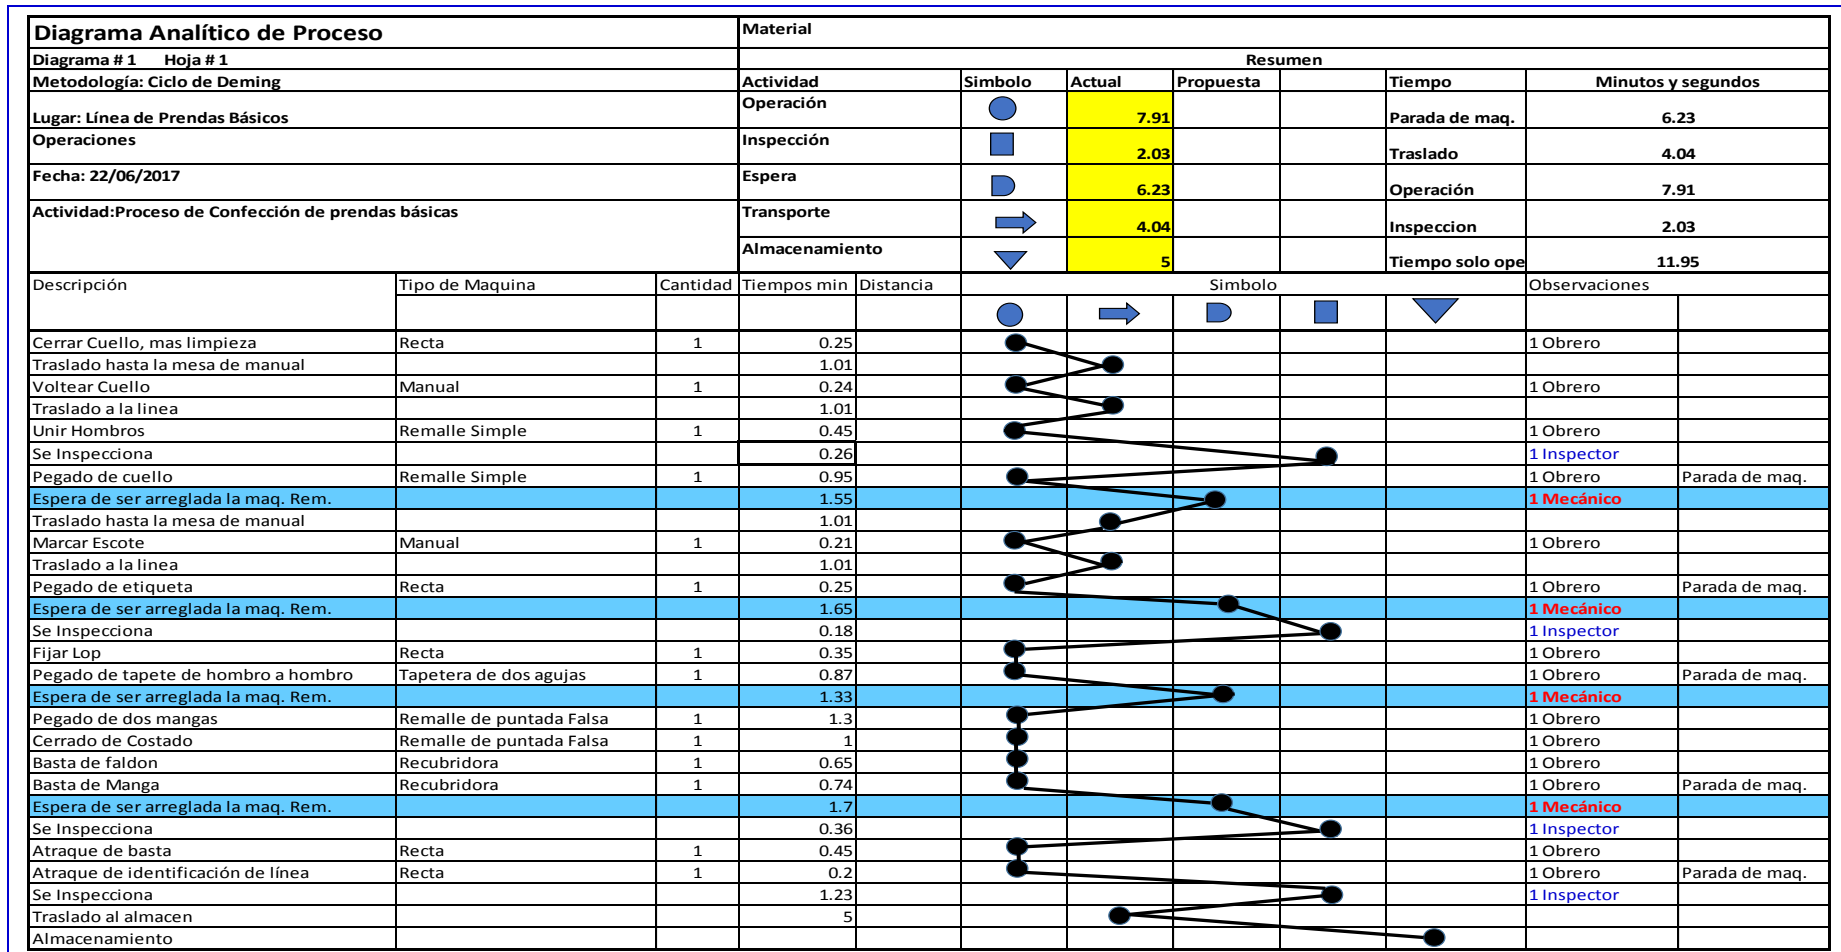 Diagrama Analítico de Proceso Material
Diagrama # 1 Hoja # 1 Resumen
Metodología: Ciclo de Deming Actividad Simbolo Actual Propuesta Tiempo Minutos y segundos
Lugar: Línea de Prendas Básicos Operación 7.91 Parada de maq. 6.23
Operaciones Inspección 2.03 Traslado 4.04
Fecha: 22/06/2017 Espera 6.23 Operación 7.91
Actividad:Proceso de Confección de prendas básicas Transporte 4.04 Inspeccion 2.03
Almacenamiento 5 Tiempo solo ope 11.95
Descripción Tipo de Maquina Cantidad Tiempos min Distancia Simbolo Observaciones
Cerrar Cuello, mas limpieza Recta 1 0.25 1 Obrero
Traslado hasta la mesa de manual 1.01
Voltear Cuello Manual 1 0.24 1 Obrero
Traslado a la linea 1.01
Unir Hombros Remalle Simple 1 0.45 1 Obrero
Se Inspecciona 0.26 1 Inspector
Pegado de cuello Remalle Simple 1 0.95 1 Obrero Parada de maq.
Espera de ser arreglada la maq. Rem. 1.55 1 Mecánico
Traslado hasta la mesa de manual 1.01
Marcar Escote Manual 1 0.21 1 Obrero
Traslado a la linea 1.01
Pegado de etiqueta Recta 1 0.25 1 Obrero Parada de maq.
Espera de ser arreglada la maq. Rem. 1.65 1 Mecánico
Se Inspecciona 0.18 1 Inspector
Fijar Lop Recta 1 0.35 1 Obrero
Pegado de tapete de hombro a hombro Tapetera de dos agujas 1 0.87 1 Obrero Parada de maq.
Espera de ser arreglada la maq. Rem. 1.33 1 Mecánico
Pegado de dos mangas Remalle de puntada Falsa 1 1.3 1 Obrero
Cerrado de Costado Remalle de puntada Falsa 1 1 1 Obrero
Basta de faldon Recubridora 1 0.65 1 Obrero
Basta de Manga Recubridora 1 0.74 1 Obrero Parada de maq.
Espera de ser arreglada la maq. Rem. 1.7 1 Mecánico
Se Inspecciona 0.36 1 Inspector
Atraque de basta Recta 1 0.45 1 Obrero
Atraque de identificación de línea Recta 1 0.2 1 Obrero Parada de maq.
Se Inspecciona 1.23 1 Inspector
Traslado al almacen 5
Almacenamiento